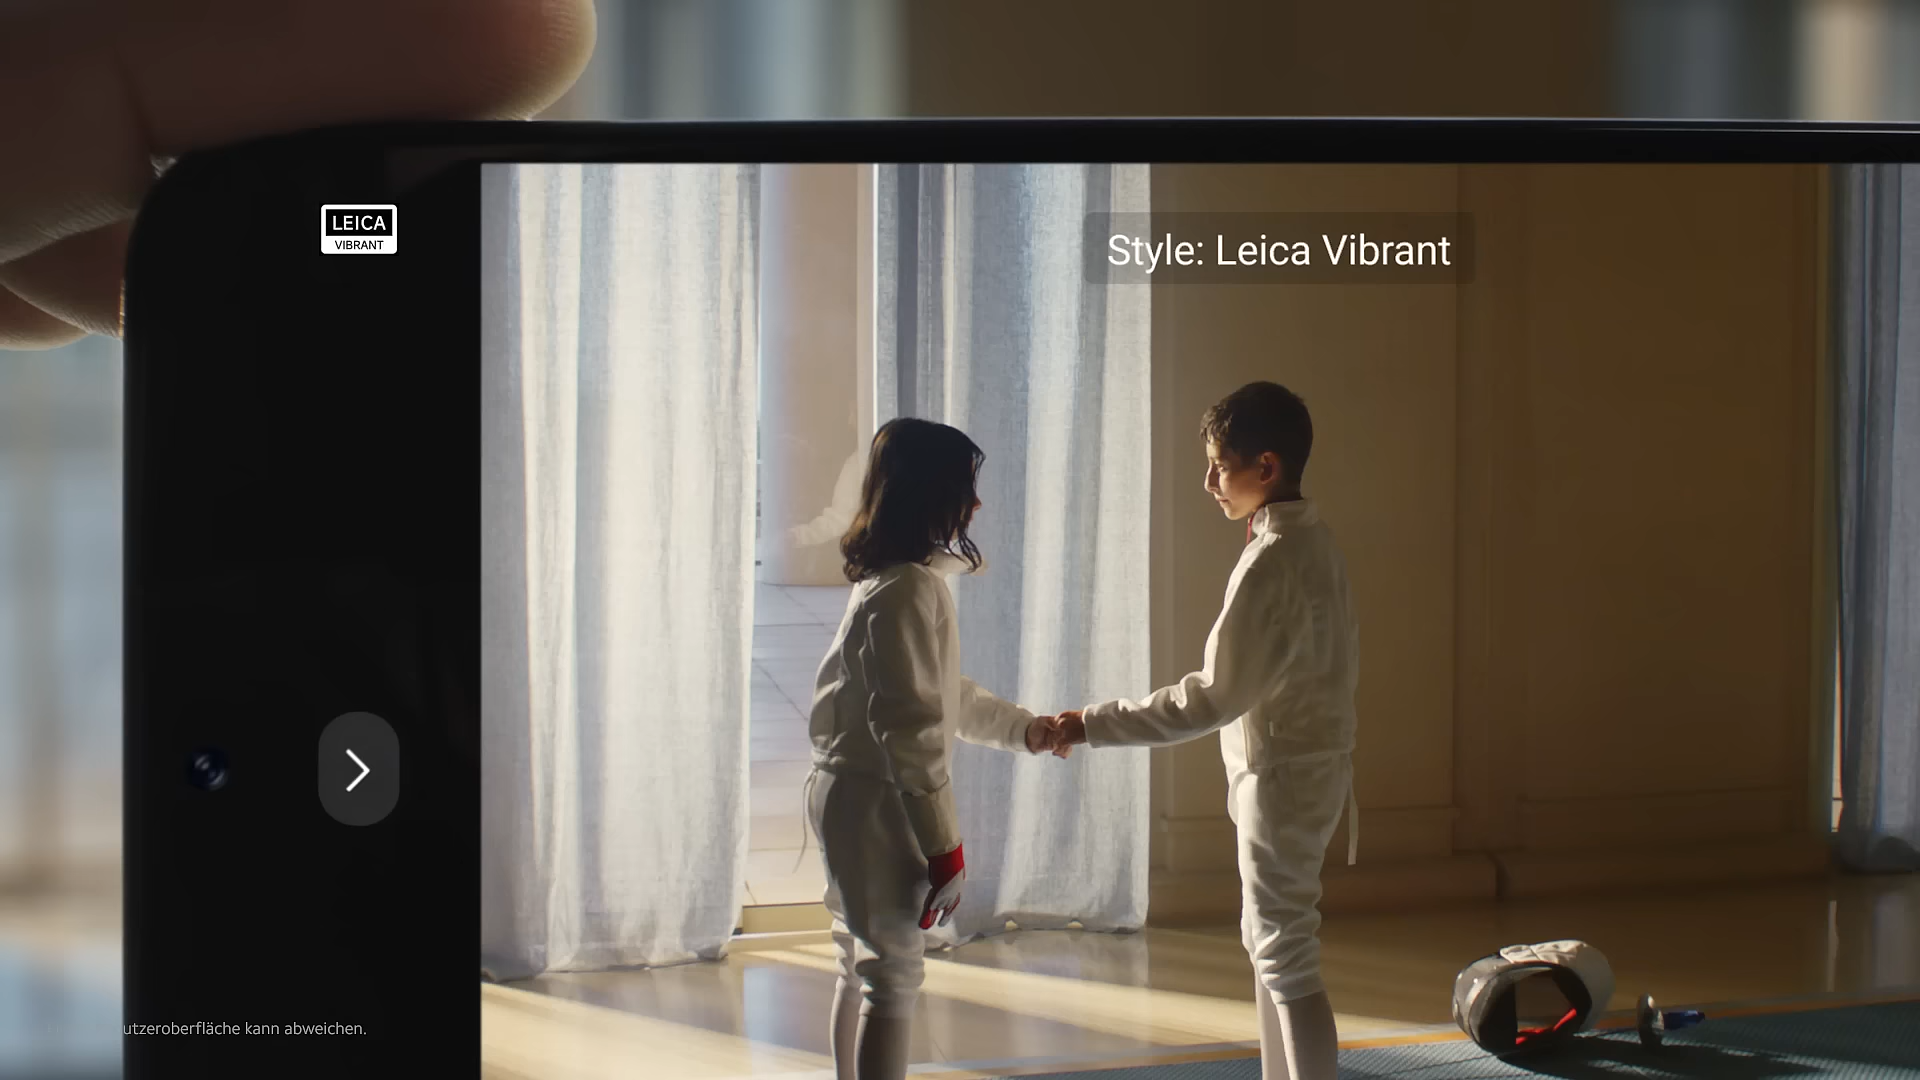 LEICA
VIBRANT
Style: Leica Vibrant
utzeroberfläche kann abweichen.